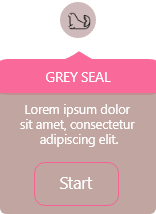 GREY SEAL
Lorem ipsum dolor
sit amet, consectetur
adipiscing elit.
Start